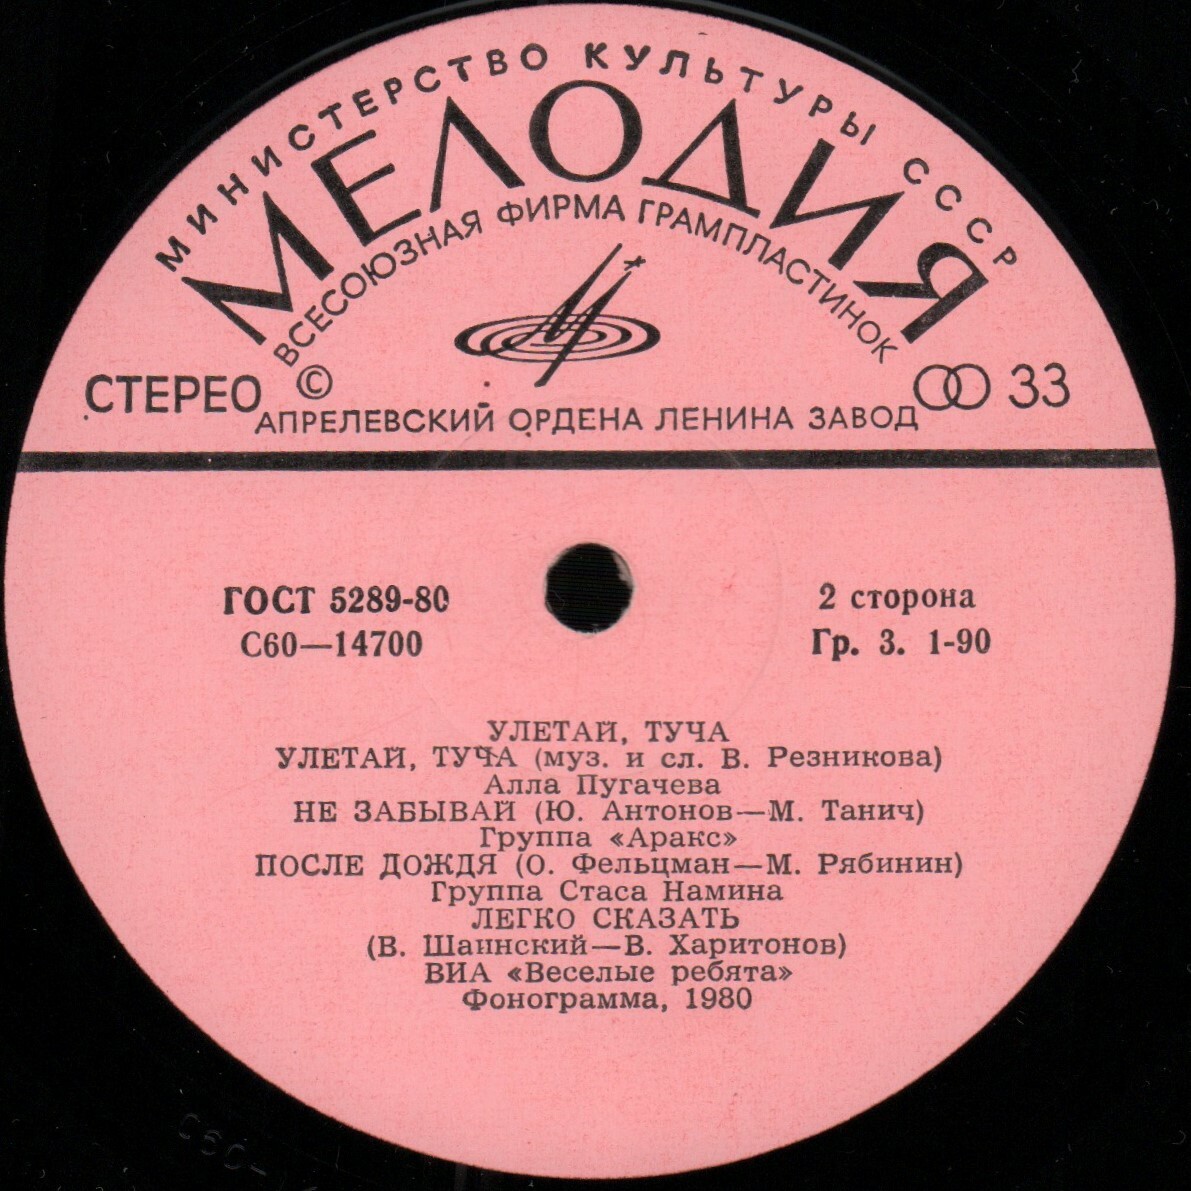 МИНИСТЕРСТВО КУЛЬТУРЫ СССР
МЕЛОДИЯ
ВСЕСОЮЗНАЯ ФИРМА ГРАМПЛАСТИНОК
СТЕРЕО © 33
АПРЕЛЕВСКИЙ ОРДЕНА ЛЕНИНА ЗАВОД
ГОСТ 5289-80 2 сторона
С60—14700 Гр. 3. 1-90
УЛЕТАЙ, ТУЧА
УЛЕТАЙ, ТУЧА (муз. и сл. В. Резникова)
Алла Пугачева
НЕ ЗАБЫВАЙ (Ю. Антонов—М. Танич)
Группа «Аракс»
ПОСЛЕ ДОЖДЯ (О. Фельцман—М. Рябинин)
Группа Стаса Намина
ЛЕГКО СКАЗАТЬ
(В. Шаинский—В. Харитонов)
ВИА «Веселые ребята»
Фонограмма, 1980
С60-